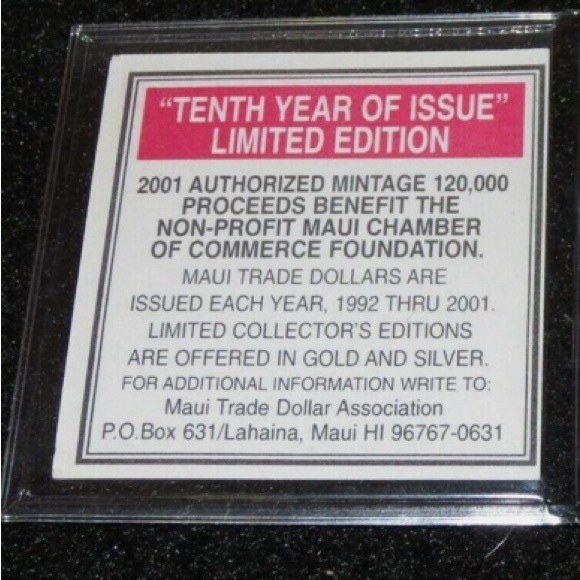 "TENTH YEAR OF ISSUE"
LIMITED EDITION
2001 AUTHORIZED MINTAGE 120,000
PROCEEDS BENEFIT THE
NON-PROFIT MAUI CHAMBER
OF COMMERCE FOUNDATION.
MAUI TRADE DOLLARS ARE
ISSUED EACH YEAR, 1992 THRU 2001.
LIMITED COLLECTOR'S EDITIONS
ARE OFFERED IN GOLD AND SILVER.
FOR ADDITIONAL INFORMATION WRITE TO:
Maui Trade Dollar Association
P.O.Box 631/Lahaina, Maui HI 96767-0631